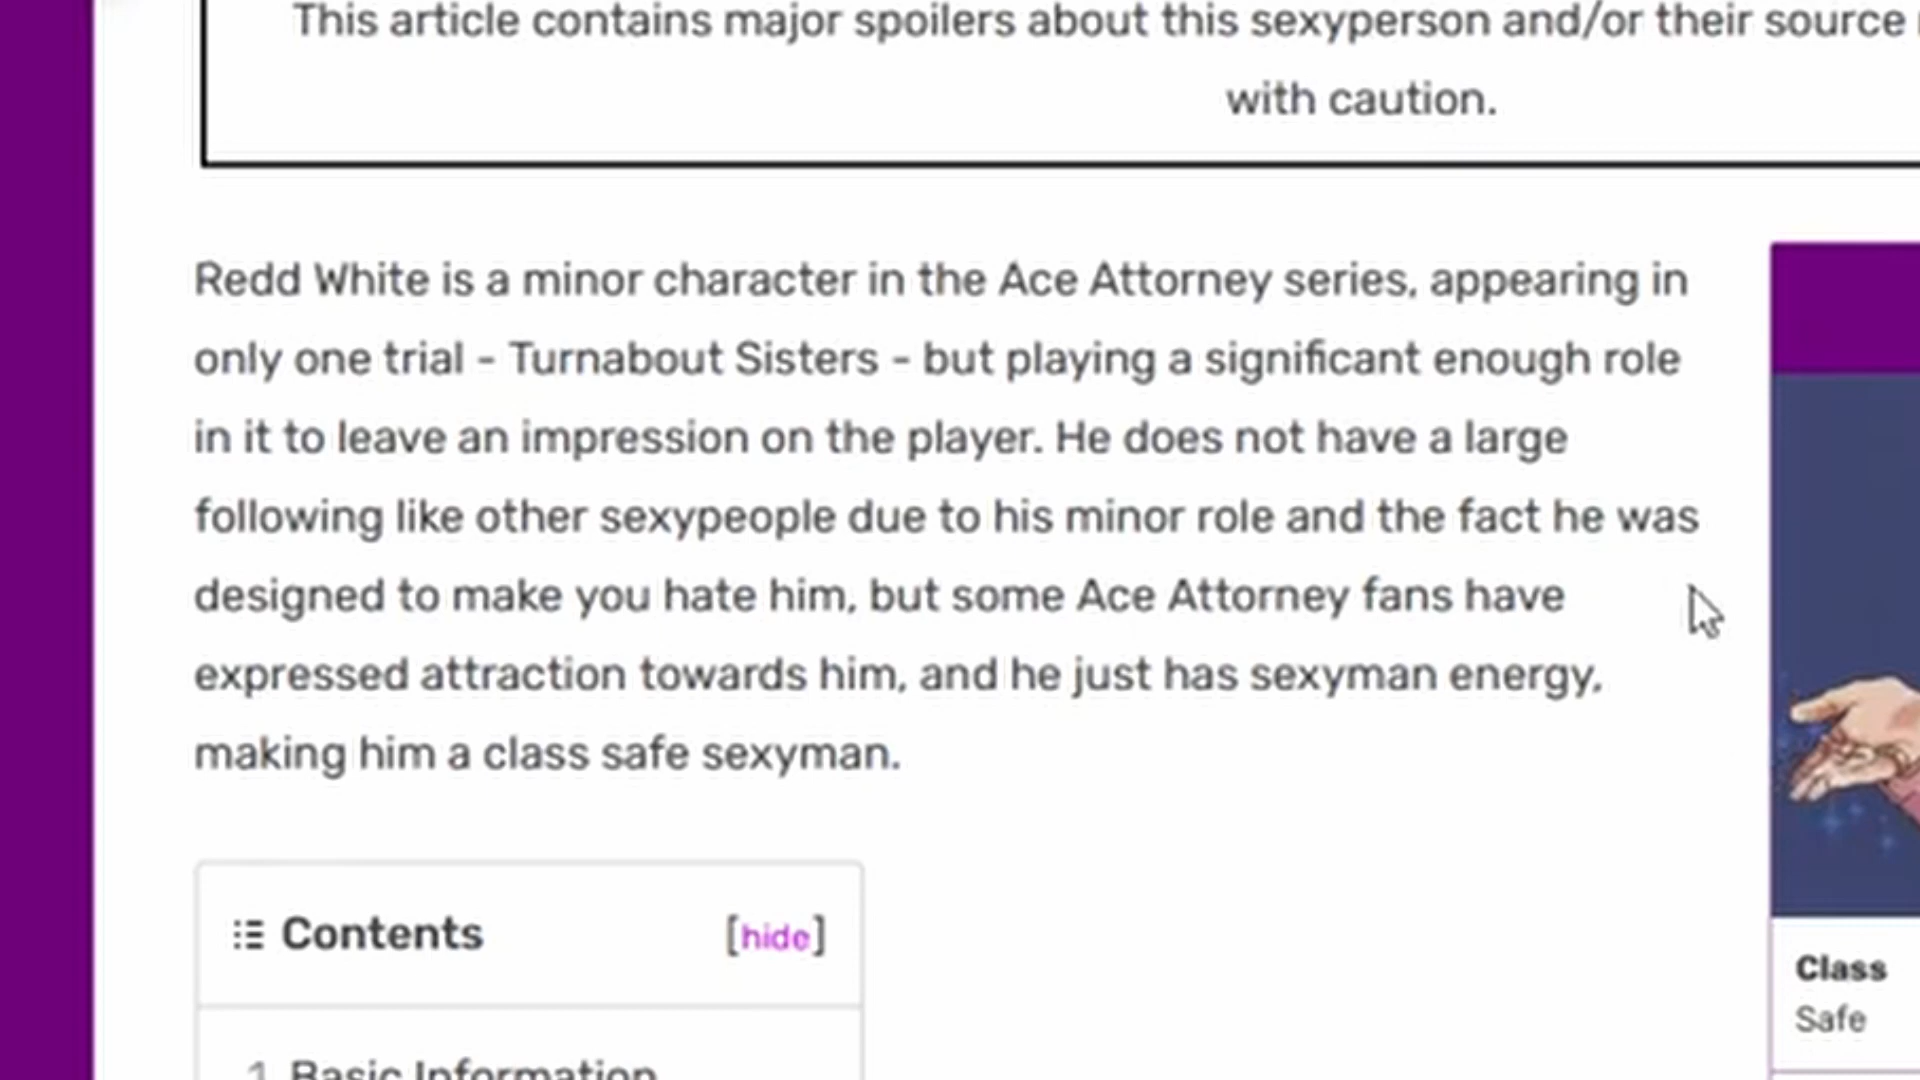 This article contains major spoilers about this sexyperson and/or their source
with caution.
Redd White is a minor character in the Ace Attorney series, appearing in
only one trial - Turnabout Sisters - but playing a significant enough role
in it to leave an impression on the player. He does not have a large
following like other sexypeople due to his minor role and the fact he was
designed to make you hate him, but some Ace Attorney fans have
expressed attraction towards him, and he just has sexyman energy,
making him a class safe sexyman.
Contents [hide]
1 Basic Information
Class
Safe